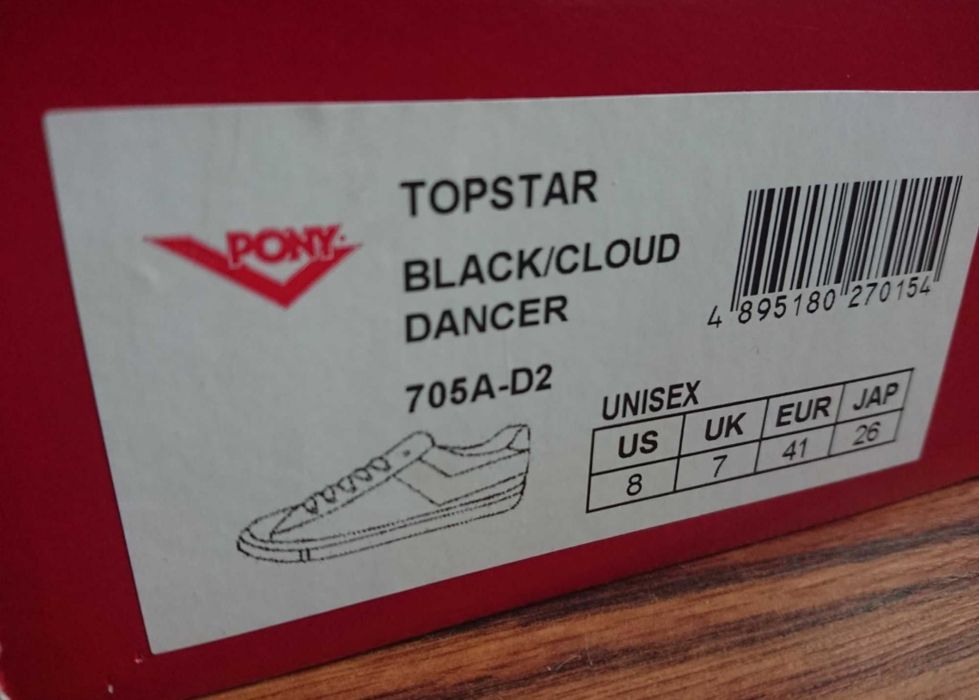 PONY
TOPSTAR
BLACK/CLOUD
DANCER
705A-D2
4 895180 270154
UNISEX
US UK EUR JAP
8 7 41 26